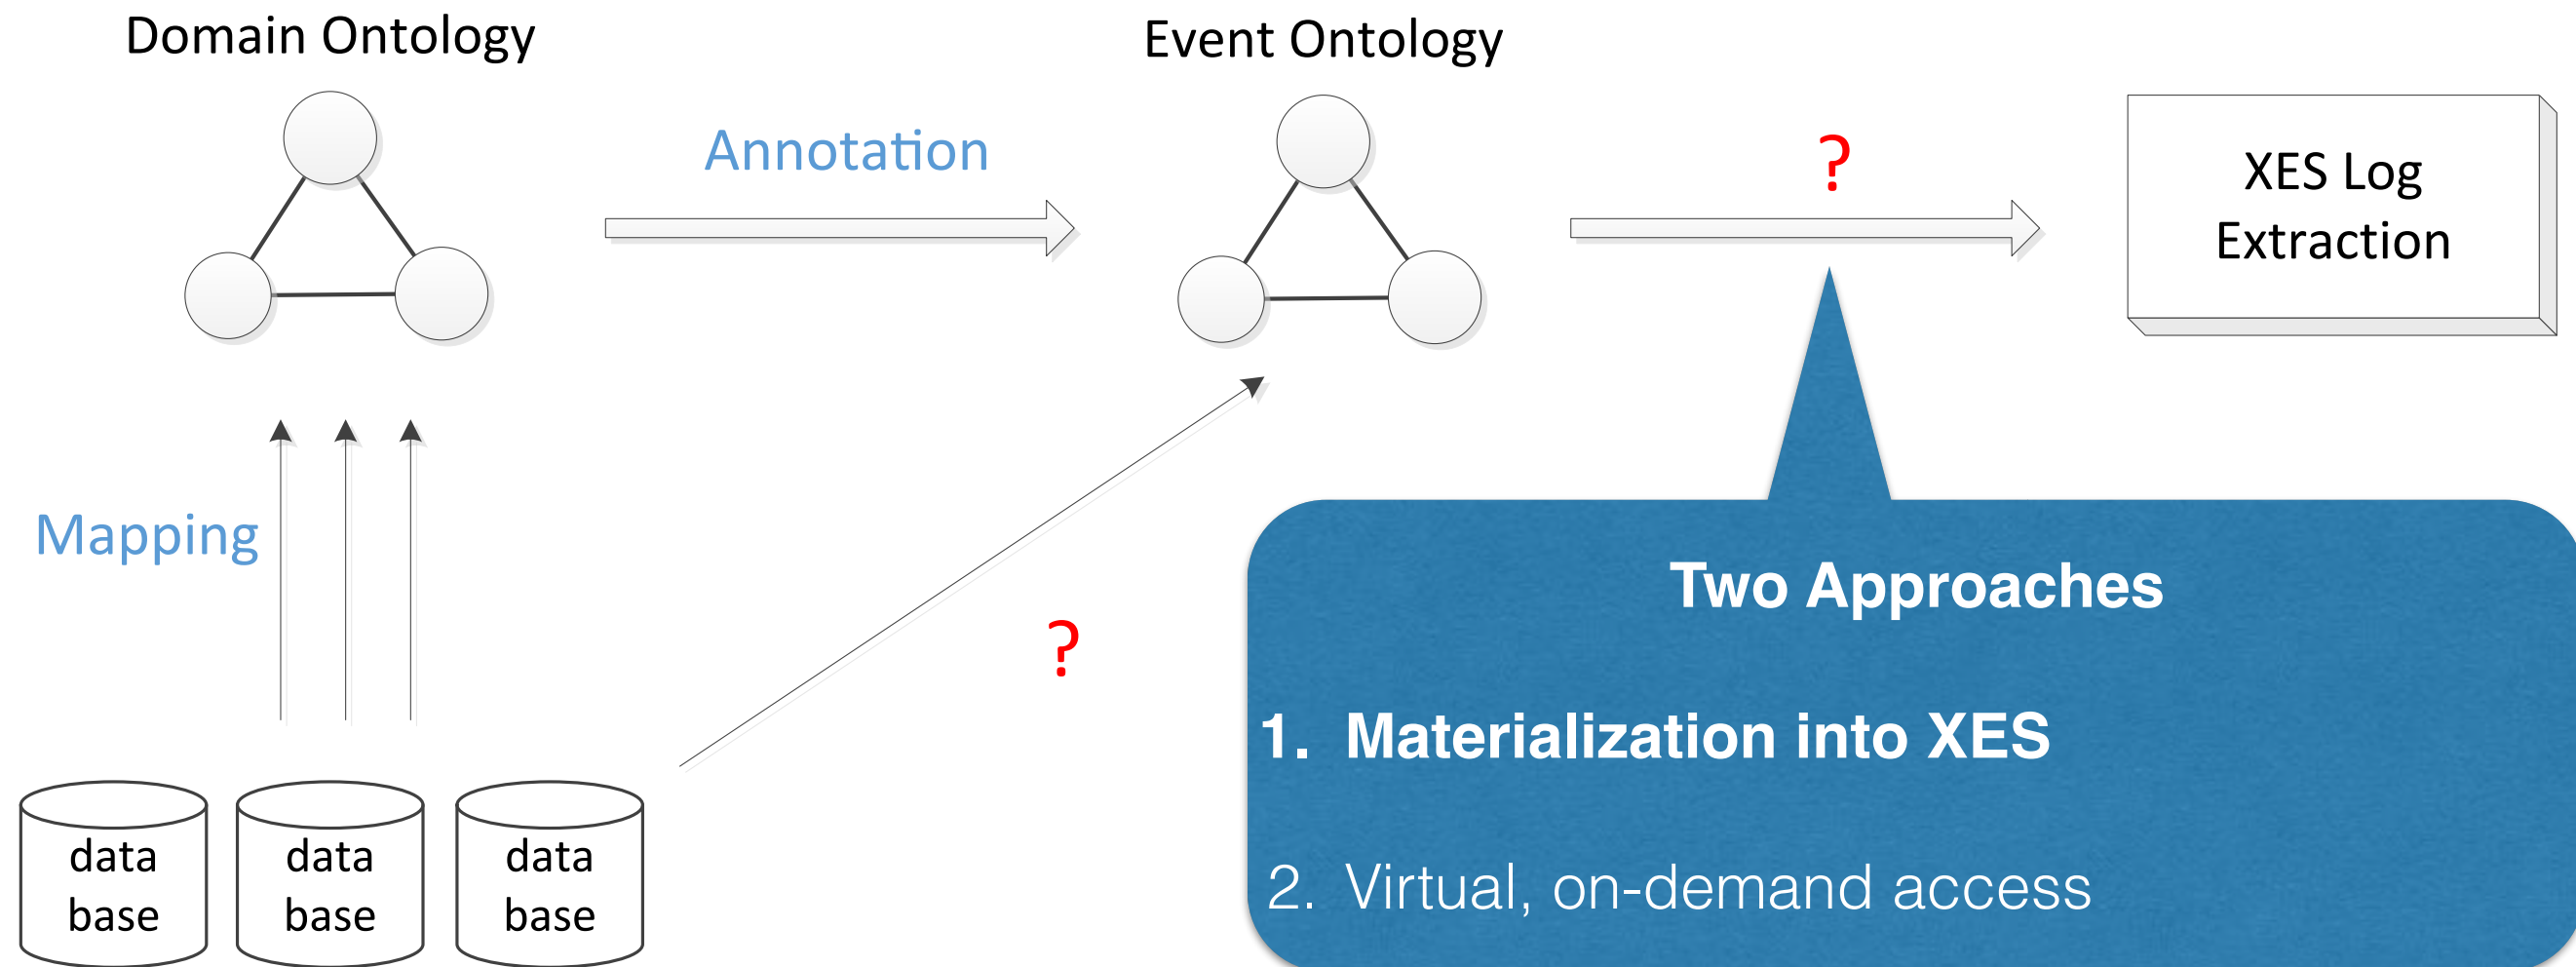 Domain Ontology
Event Ontology
Annotation
?
XES Log
Extraction
Mapping
?
Two Approaches
1. Materialization into XES
2. Virtual, on-demand access
data
base
data
base
data
base